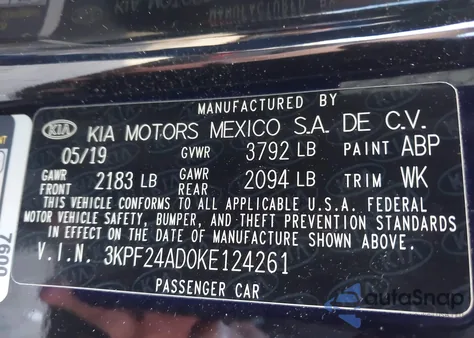 MANUFACTURED BY
KIA KIA MOTORS MEXICO S.A. DE C.V.
05/19 GVWR 3792 LB PAINT ABP
GAWR FRONT 2183 LB GAWR REAR 2094 LB TRIM WK
THIS VEHICLE CONFORMS TO ALL APPLICABLE U.S.A. FEDERAL
MOTOR VEHICLE SAFETY, BUMPER, AND THEFT PREVENTION STANDARDS
IN EFFECT ON THE DATE OF MANUFACTURE SHOWN ABOVE.
V.I.N. 3KPF24AD0KE124261
PASSENGER CAR
0097
autoSnap